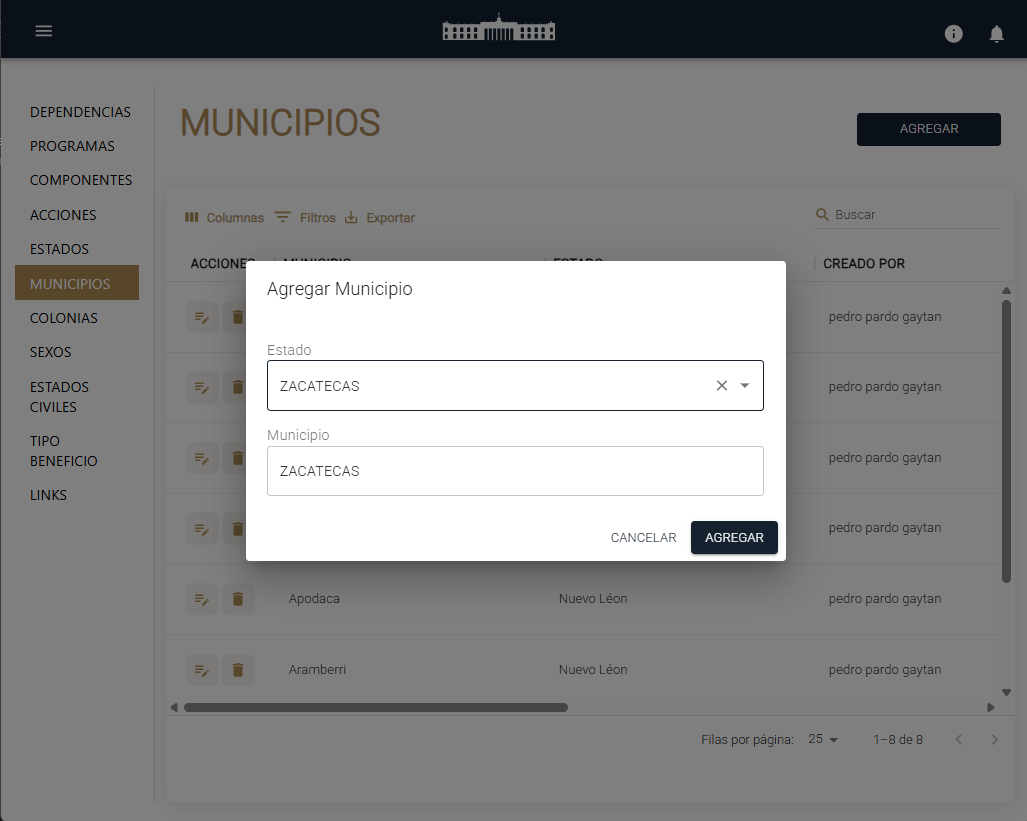 DEPENDENCIAS
PROGRAMAS
COMPONENTES
ACCIONES
ESTADOS
MUNICIPIOS
COLONIAS
SEXOS
ESTADOS
CIVILES
TIPO
BENEFICIO
LINKS
MUNICIPIOS
AGREGAR
Columnas Filtros Exportar
Buscar
ACCIONES MUNICIPIO ESTADO CREADO POR
pedro pardo gaytan
pedro pardo gaytan
pedro pardo gaytan
pedro pardo gaytan
Agregar Municipio
Estado
ZACATECAS
Municipio
ZACATECAS
CANCELAR AGREGAR
Apodaca Nuevo Léon pedro pardo gaytan
Aramberri Nuevo Léon pedro pardo gaytan
Filas por página: 25 1–8 de 8